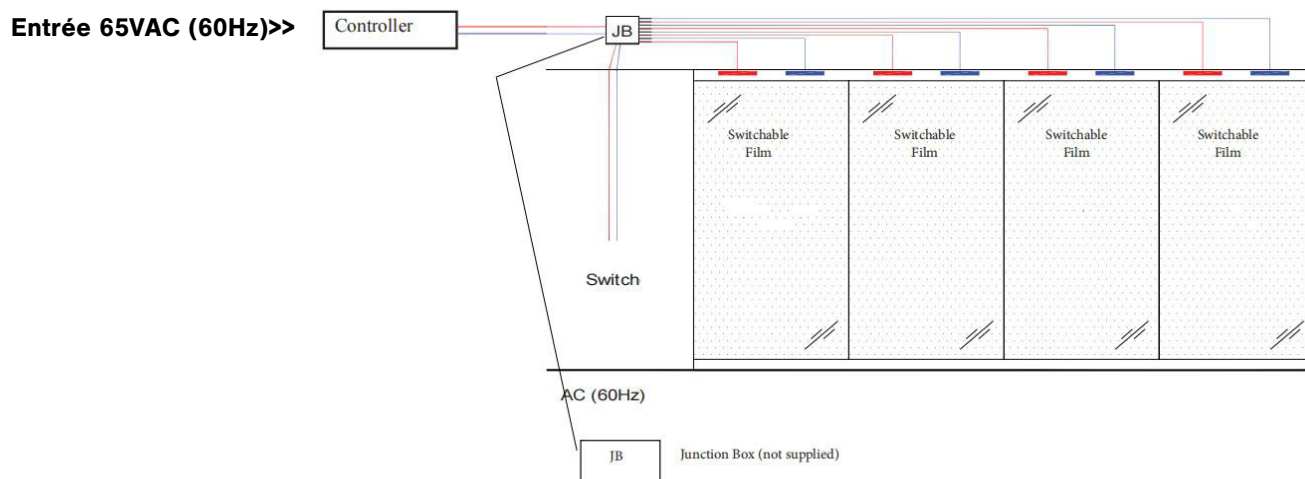 Entrée 65VAC (60Hz)>>
Controller
JB
Switchable
Film
Switchable
Film
Switchable
Film
Switchable
Film
Switch
AC (60Hz)
JB
Junction Box (not supplied)